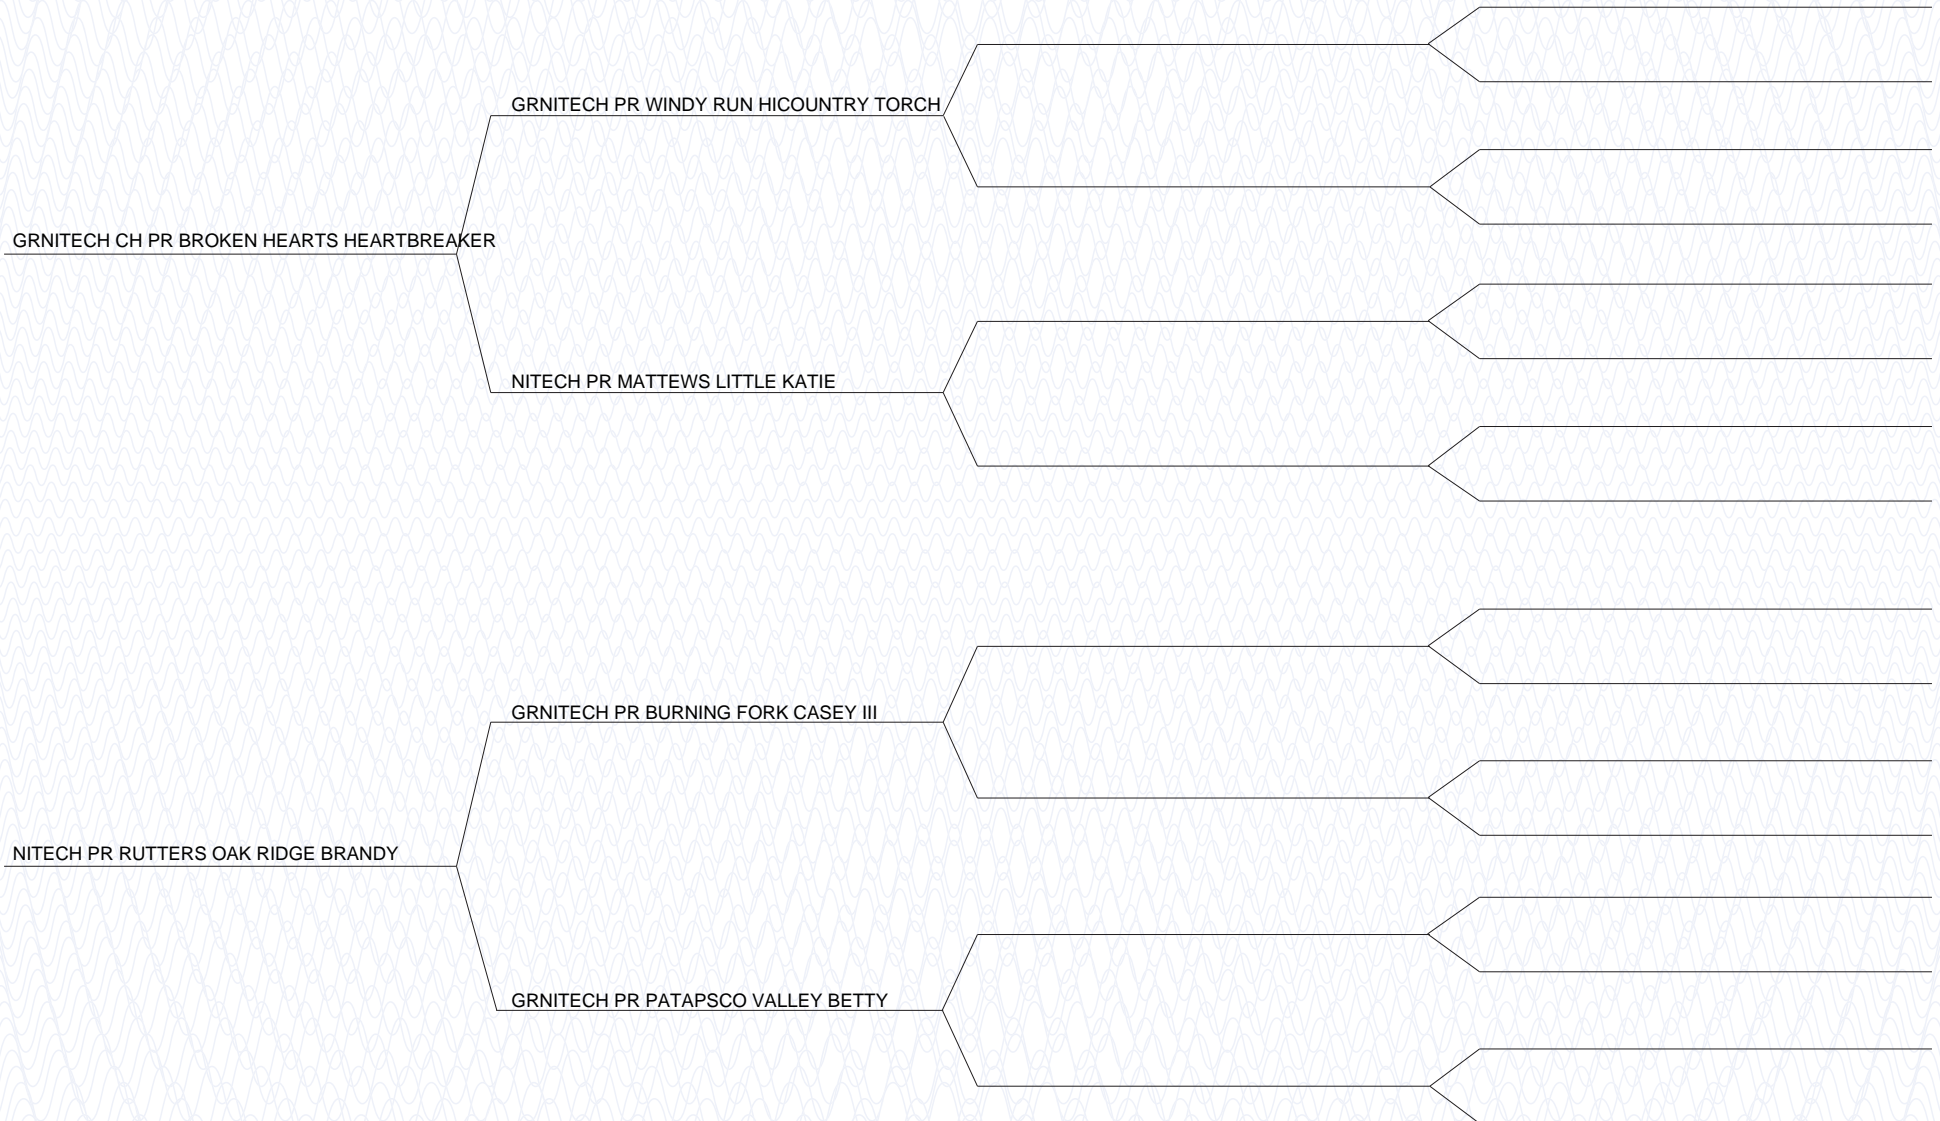 GRNITECH PR WINDY RUN HICOUNTRY TORCH
GRNITECH CH PR BROKEN HEARTS HEARTBREAKER
NITECH PR MATTEWS LITTLE KATIE
GRNITECH PR BURNING FORK CASEY III
NITECH PR RUTTERS OAK RIDGE BRANDY
GRNITECH PR PATAPSCO VALLEY BETTY